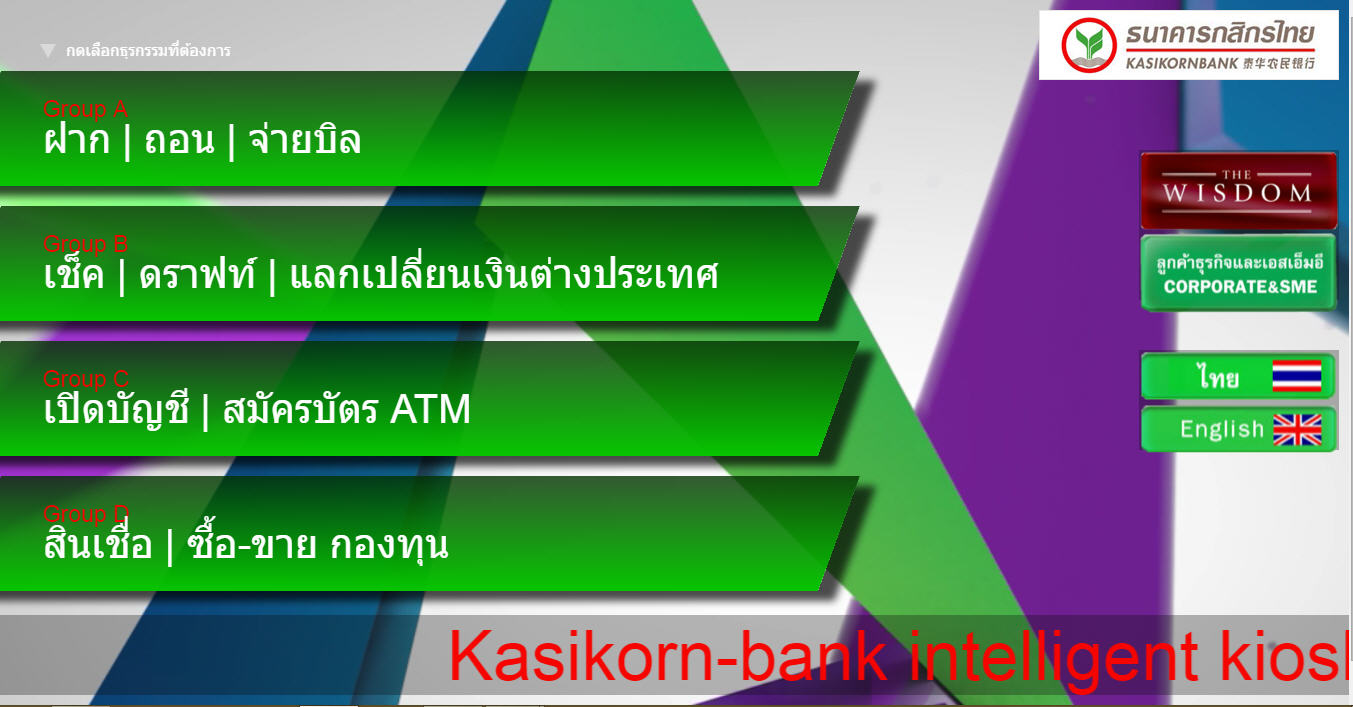 กดเลือกธุรกรรมที่ต้องการ
ธนาคารกสิกรไทย
KASIKORNBANK 泰华农民银行
Group A
ฝาก | ถอน | จ่ายบิล
THE
WISDOM
Group B
เช็ค | ดราฟท์ | แลกเปลี่ยนเงินต่างประเทศ
ลูกค้าธุรกิจและเอสเอ็มอี
CORPORATE&SME
Group C
เปิดบัญชี | สมัครบัตร ATM
ไทย
English
Group D
สินเชื่อ | ซื้อ-ขาย กองทุน
Kasikorn-bank intelligent kios